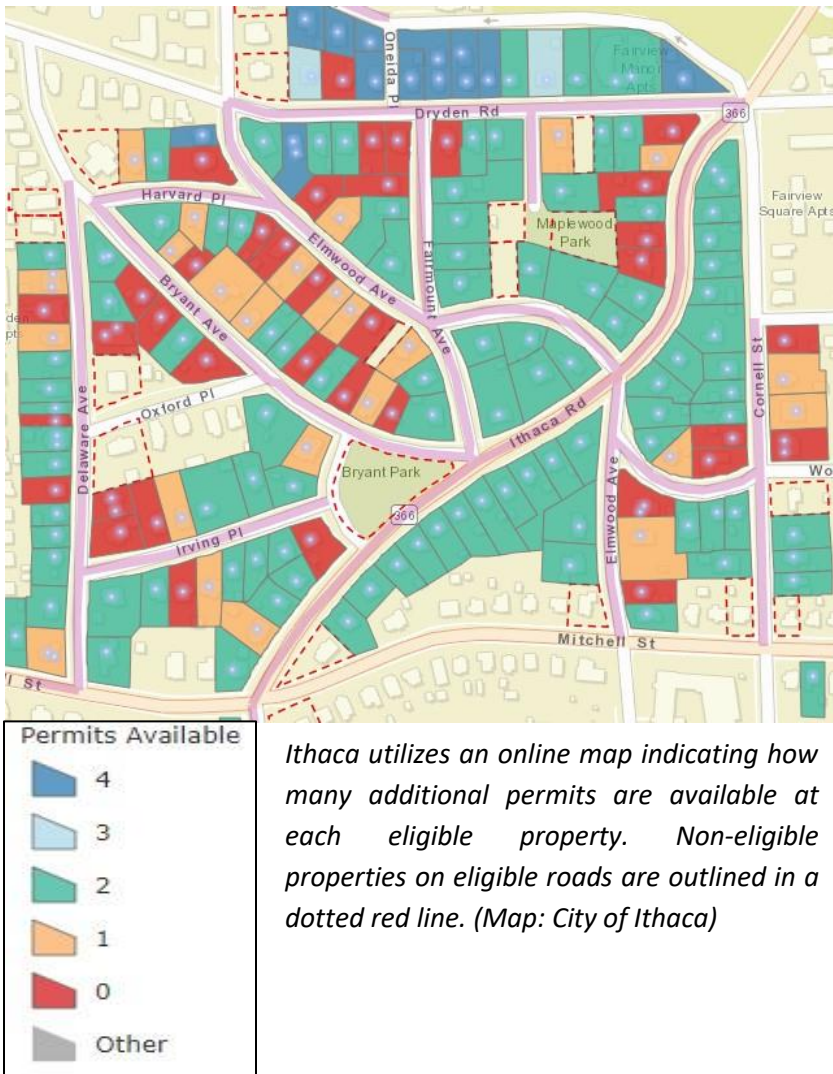 Oneida Pl
Fairview
Manor
Apts
Dryden Rd
366
Harvard Pl
Fairview
Square Apts
Maplewood
Park
Elmwood Ave
Fairmount Ave
Bryant Ave
Cornell St
Delaware Ave
Oxford Pl
Ithaca Rd
Bryant Park
Wo
366
Elmwood Ave
Irving Pl
Mitchell St
l St
Permits Available
4
3
2
1
0
Other
Ithaca utilizes an online map indicating how
many additional permits are available at
each eligible property. Non-eligible
properties on eligible roads are outlined in a
dotted red line. (Map: City of Ithaca)